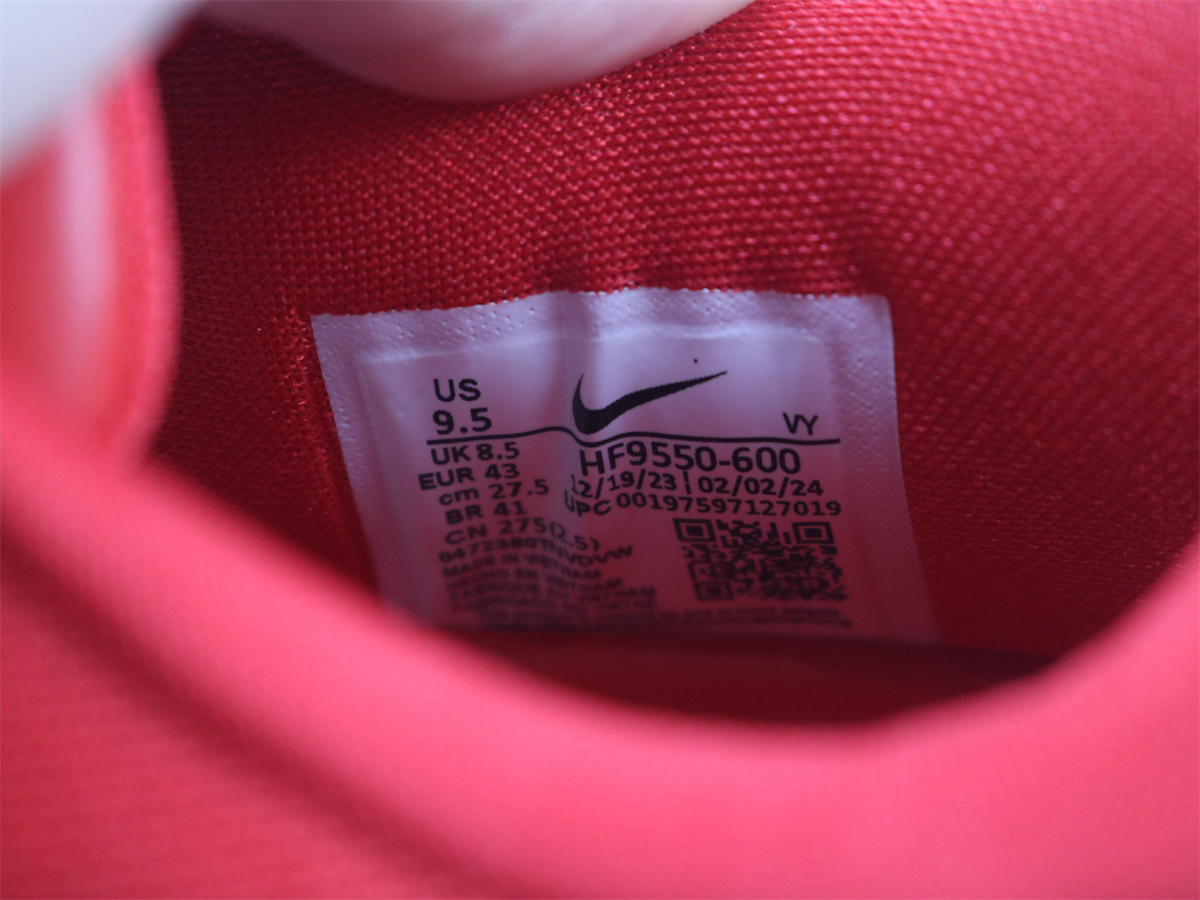 US
9.5
VY
UK 8.5
EUR 43
cm 27.5
BR 41
CN 275(2.5)
HF9550-600
12/19/23 | 02/02/24
UPC 00197597127019
MADE IN VIETNAM